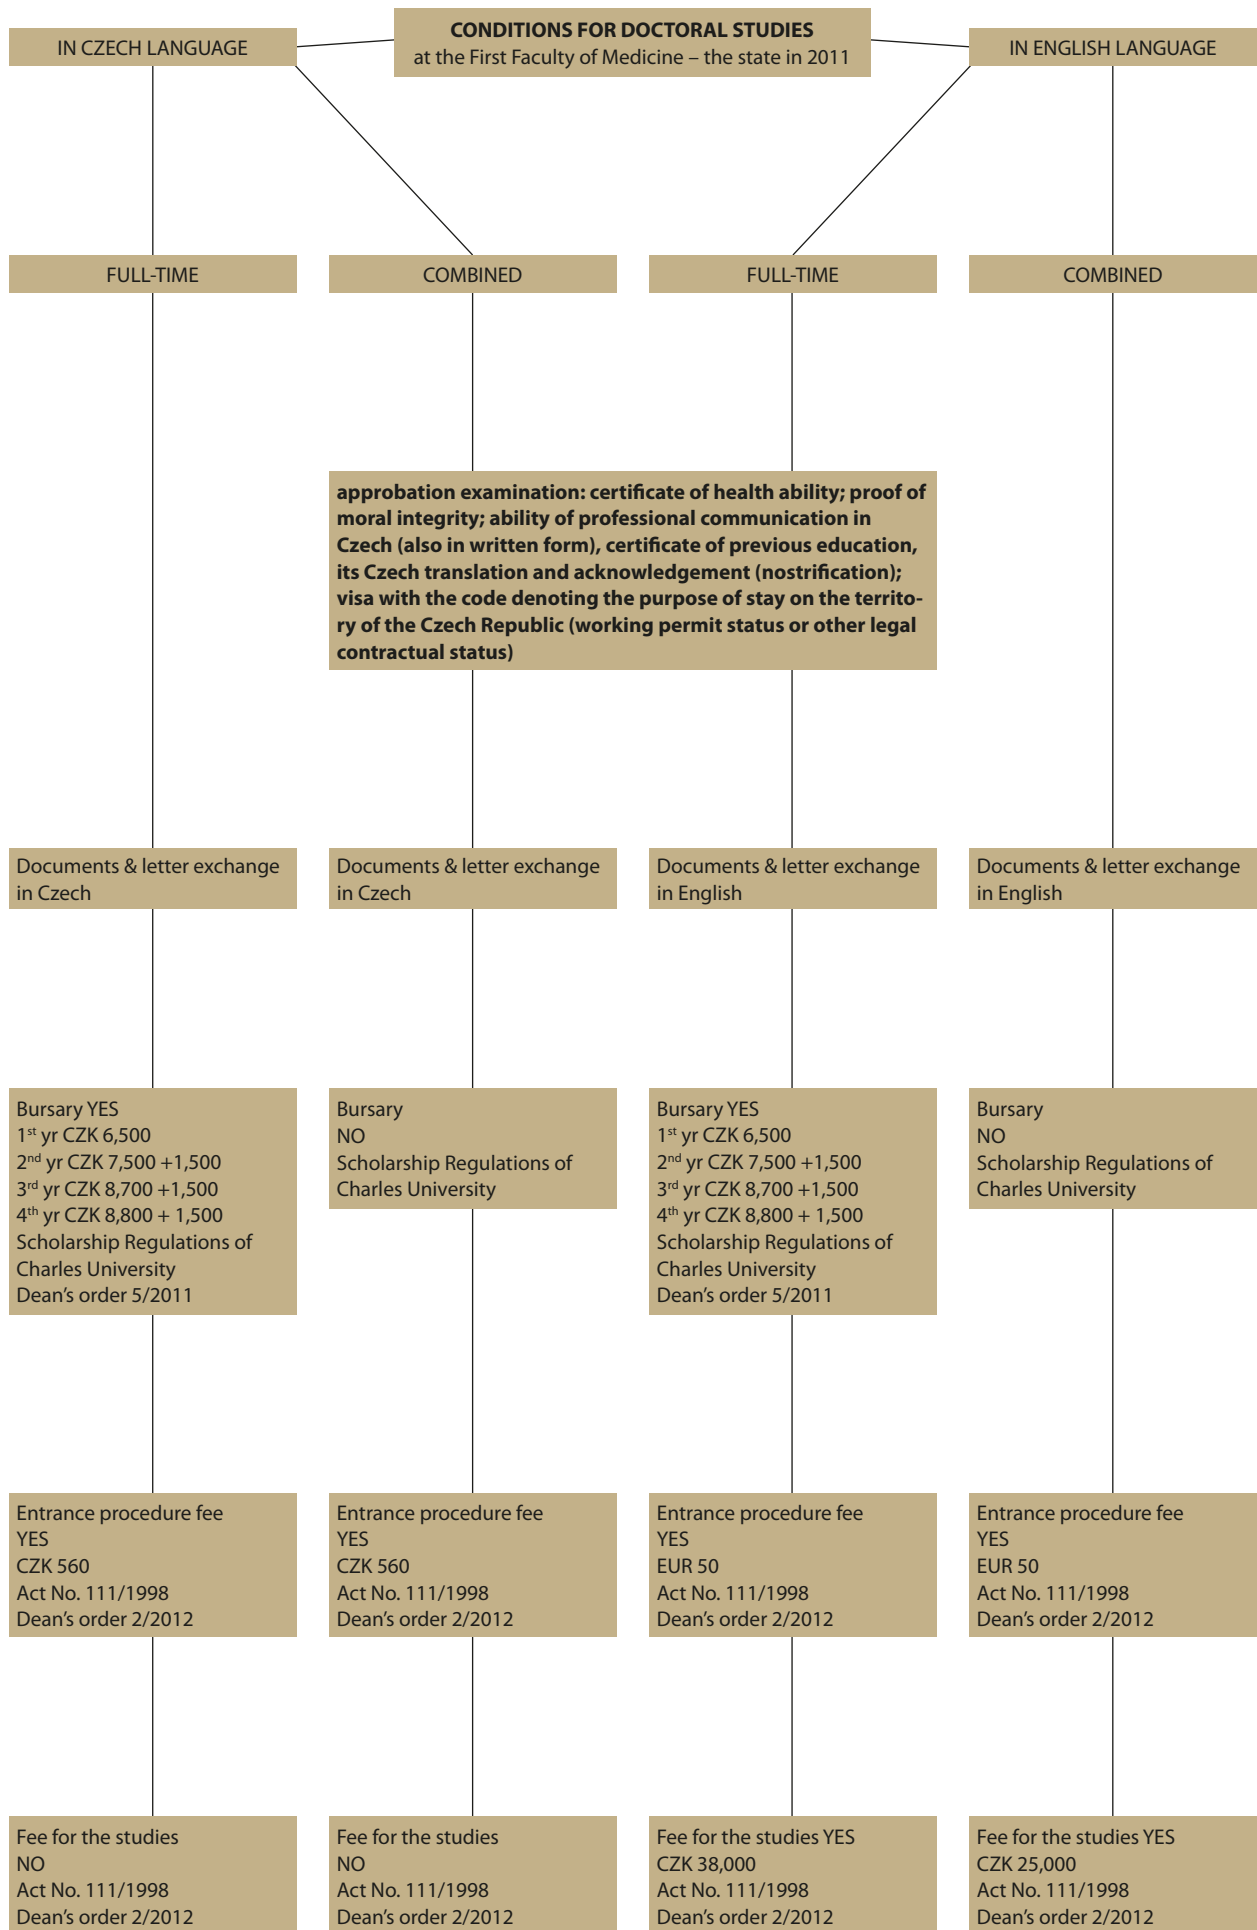 CONDITIONS FOR DOCTORAL STUDIES
at the First Faculty of Medicine – the state in 2011
IN CZECH LANGUAGE
IN ENGLISH LANGUAGE
FULL-TIME
COMBINED
FULL-TIME
COMBINED
approbation examination: certificate of health ability; proof of
moral integrity; ability of professional communication in
Czech (also in written form), certificate of previous education,
its Czech translation and acknowledgement (nostrification);
visa with the code denoting the purpose of stay on the territo-
ry of the Czech Republic (working permit status or other legal
contractual status)
Documents & letter exchange
in Czech
Documents & letter exchange
in Czech
Documents & letter exchange
in English
Documents & letter exchange
in English
Bursary YES
1st yr CZK 6,500
2nd yr CZK 7,500 +1,500
3rd yr CZK 8,700 +1,500
4th yr CZK 8,800 + 1,500
Scholarship Regulations of
Charles University
Dean’s order 5/2011
Bursary
NO
Scholarship Regulations of
Charles University
Bursary YES
1st yr CZK 6,500
2nd yr CZK 7,500 +1,500
3rd yr CZK 8,700 +1,500
4th yr CZK 8,800 + 1,500
Scholarship Regulations of
Charles University
Dean’s order 5/2011
Bursary
NO
Scholarship Regulations of
Charles University
Entrance procedure fee
YES
CZK 560
Act No. 111/1998
Dean’s order 2/2012
Entrance procedure fee
YES
CZK 560
Act No. 111/1998
Dean’s order 2/2012
Entrance procedure fee
YES
EUR 50
Act No. 111/1998
Dean’s order 2/2012
Entrance procedure fee
YES
EUR 50
Act No. 111/1998
Dean’s order 2/2012
Fee for the studies
NO
Act No. 111/1998
Dean’s order 2/2012
Fee for the studies
NO
Act No. 111/1998
Dean’s order 2/2012
Fee for the studies YES
CZK 38,000
Act No. 111/1998
Dean’s order 2/2012
Fee for the studies YES
CZK 25,000
Act No. 111/1998
Dean’s order 2/2012